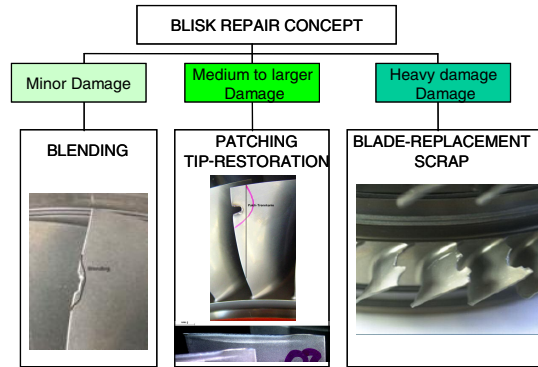 BLISK REPAIR CONCEPT
Minor Damage
Medium to larger
Damage
Heavy damage
Damage
BLENDING
PATCHING
TIP-RESTORATION
BLADE-REPLACEMENT
SCRAP
Blending